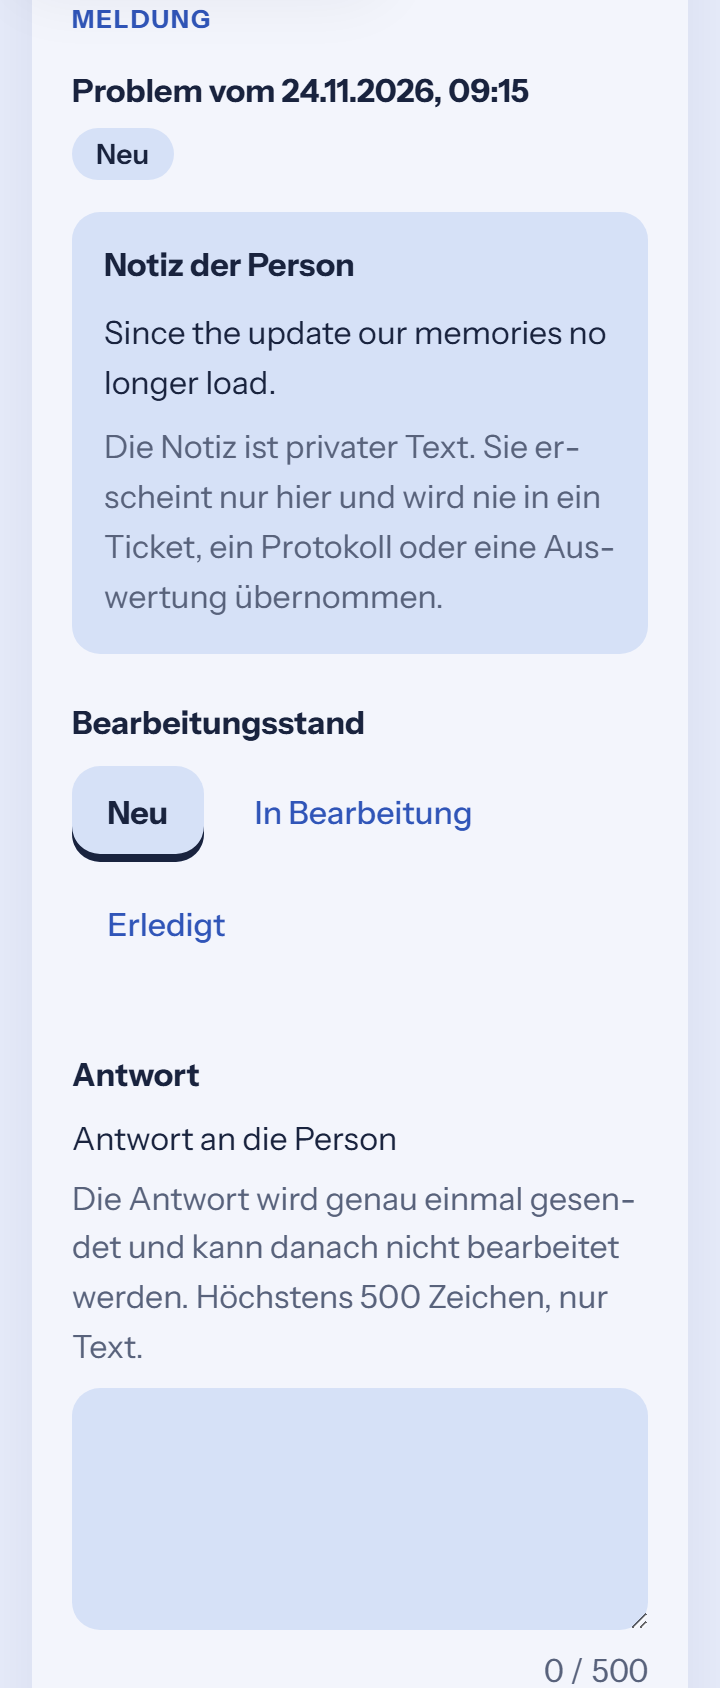 MELDUNG
Problem vom 24.11.2026, 09:15
Neu
Notiz der Person
Since the update our memories no
longer load.
Die Notiz ist privater Text. Sie er-
scheint nur hier und wird nie in ein
Ticket, ein Protokoll oder eine Aus-
wertung übernommen.
Bearbeitungsstand
Neu
In Bearbeitung
Erledigt
Antwort
Antwort an die Person
Die Antwort wird genau einmal gesen-
det und kann danach nicht bearbeitet
werden. Höchstens 500 Zeichen, nur
Text.
0 / 500